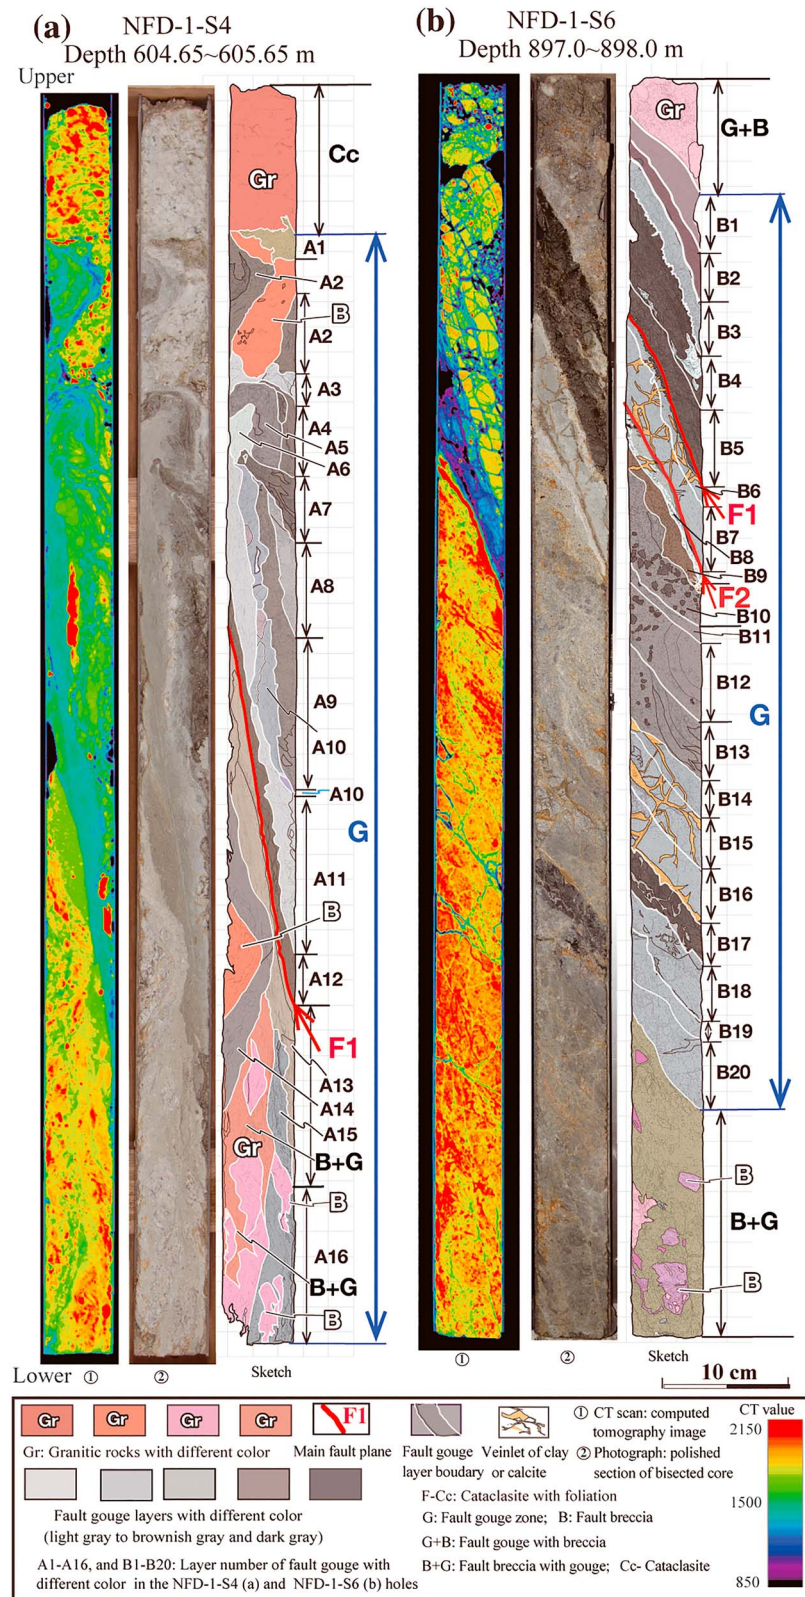 (a) NFD-1-S4
Depth 604.65~605.65 m
Upper
Cc
Gr
A1
A2
B
A2
A3
A4
A5
A6
A7
A8
A9
A10
A10
G
A11
B
A12
F1
A13
A14
A15
Gr
B+G
B
A16
B+G
B
Lower ① ② Sketch
(b) NFD-1-S6
Depth 897.0~898.0 m
Gr
G+B
B1
B2
B3
B4
B5
B6
F1
B7
B8
B9
F2
B10
B11
B12
G
B13
B14
B15
B16
B17
B18
B19
B20
B
B+G
B
① ② Sketch
10 cm
Gr Gr Gr Gr F1
Gr: Granitic rocks with different color
Main fault plane
Fault gouge
layer boudary
Veinlet of clay
or calcite
① CT scan: computed
tomography image
② Photograph: polished
section of bisected core
Fault gouge layers with different color
(light gray to brownish gray and dark gray)
F-Cc: Cataclasite with foliation
G: Fault gouge zone; B: Fault breccia
G+B: Fault gouge with breccia
B+G: Fault breccia with gouge; Cc- Cataclasite
A1-A16, and B1-B20: Layer number of fault gouge with
different color in the NFD-1-S4 (a) and NFD-1-S6 (b) holes
CT value
2150
1500
850